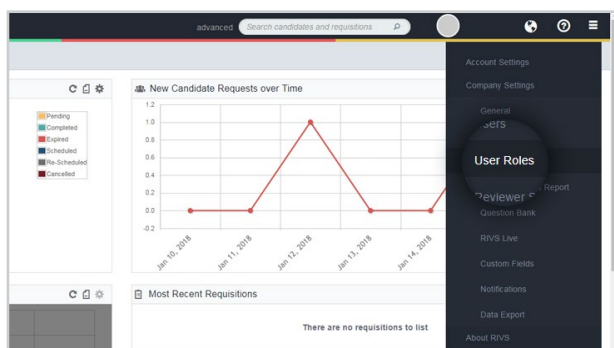 advanced
Search candidates and requisitions
Account Settings
Company Settings
General
sers
User Roles
Report
Reviewer S
Question Bank
RIVS Live
Custom Fields
Notifications
Data Export
About RIVS
Pending
Completed
Expired
Scheduled
Re-Scheduled
Cancelled
New Candidate Requests over Time
1.2
1.0
0.8
0.6
0.4
0.2
0.0
-0.2
Jan 10, 2018
Jan 11, 2018
Jan 12, 2018
Jan 13, 2018
Jan 14, 2018
Most Recent Requisitions
There are no requisitions to list